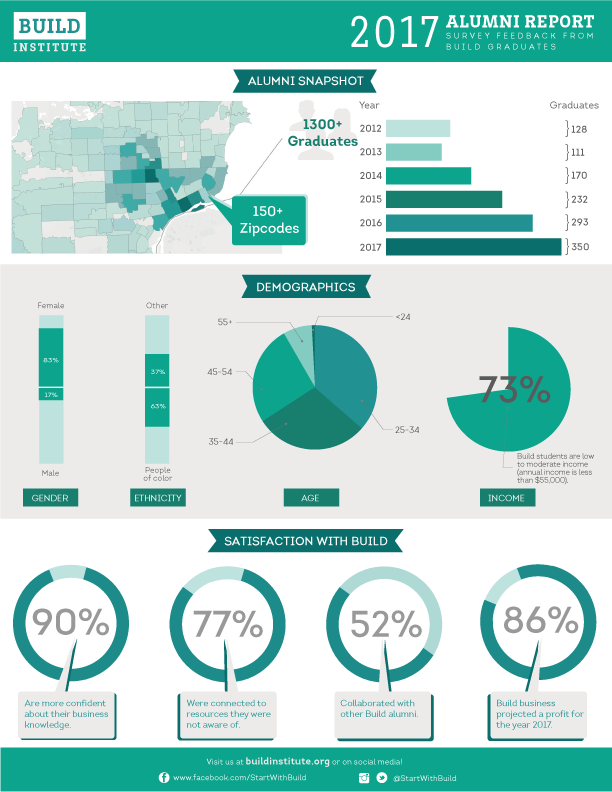 BUILD
INSTITUTE
2017 ALUMNI REPORT
SURVEY FEEDBACK FROM
BUILD GRADUATES
ALUMNI SNAPSHOT
1300+
Graduates
150+
Zipcodes
Year Graduates
2012 128
2013 111
2014 170
2015 232
2016 293
2017 350
DEMOGRAPHICS
Female
83%
17%
Male
GENDER
Other
37%
63%
People
of color
ETHNICITY
<24
55+
45-54
35-44
25-34
AGE
73%
Build students are low
to moderate income
(annual income is less
than $55,000).
INCOME
SATISFACTION WITH BUILD
90%
Are more confident
about their business
knowledge.
77%
Were connected to
resources they were
not aware of.
52%
Collaborated with
other Build alumni.
86%
Build business
projected a profit for
the year 2017.
Visit us at buildinstitute.org or on social media!
www.facebook.com/StartWithBuild @StartWithBuild